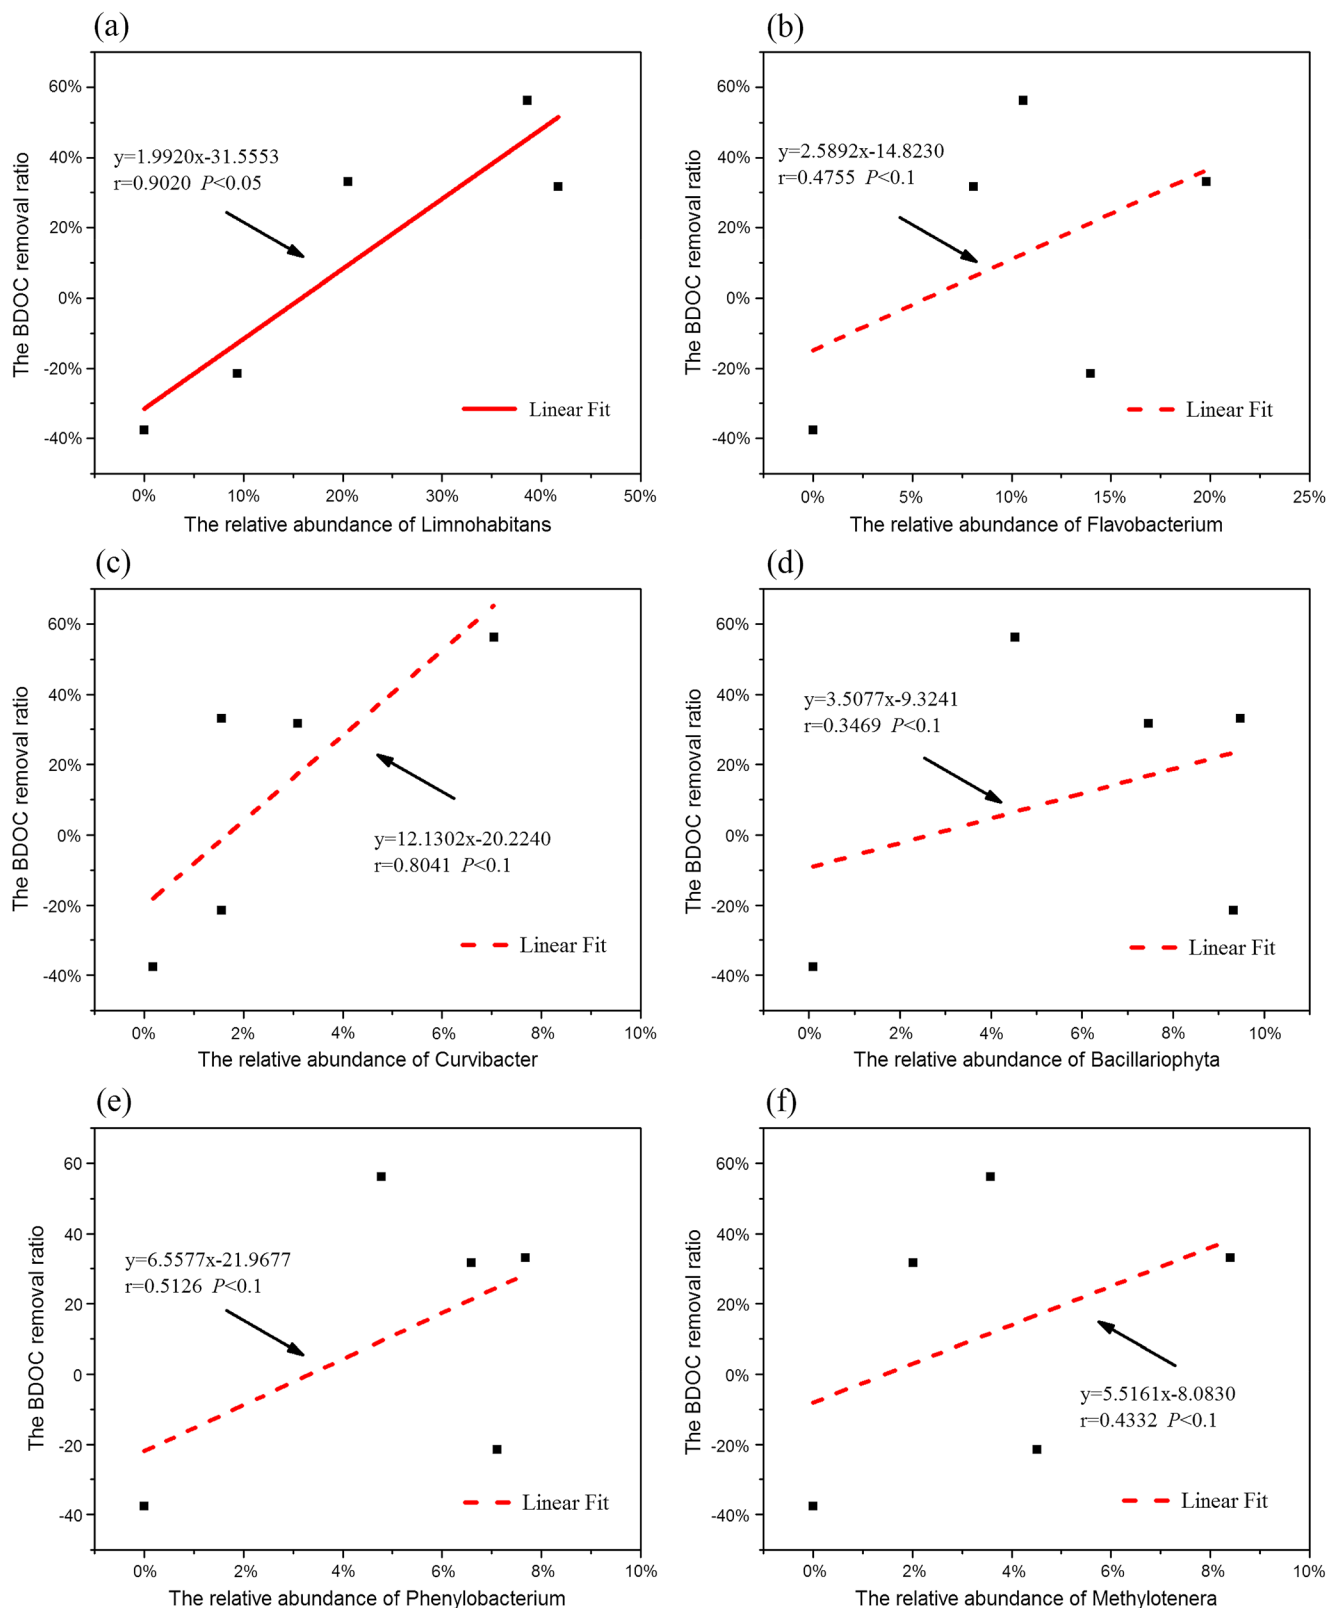 (a)
The BDOC removal ratio
60%
40%
20%
0%
-20%
-40%
y=1.9920x-31.5553
r=0.9020 P<0.05
Linear Fit
0% 10% 20% 30% 40% 50%
The relative abundance of Limnohabitans
(b)
The BDOC removal ratio
60%
40%
20%
0%
-20%
-40%
y=2.5892x-14.8230
r=0.4755 P<0.1
Linear Fit
0% 5% 10% 15% 20% 25%
The relative abundance of Flavobacterium
(c)
The BDOC removal ratio
60%
40%
20%
0%
-20%
-40%
y=12.1302x-20.2240
r=0.8041 P<0.1
Linear Fit
0% 2% 4% 6% 8% 10%
The relative abundance of Curvibacter
(d)
The BDOC removal ratio
60%
40%
20%
0%
-20%
-40%
y=3.5077x-9.3241
r=0.3469 P<0.1
Linear Fit
0% 2% 4% 6% 8% 10%
The relative abundance of Bacillariophyta
(e)
The BDOC removal ratio
60
40
20
0
-20
-40
y=6.5577x-21.9677
r=0.5126 P<0.1
Linear Fit
0% 2% 4% 6% 8% 10%
The relative abundance of Phenylobacterium
(f)
The BDOC removal ratio
60%
40%
20%
0%
-20%
-40%
y=5.5161x-8.0830
r=0.4332 P<0.1
Linear Fit
0% 2% 4% 6% 8% 10%
The relative abundance of Methylotenera